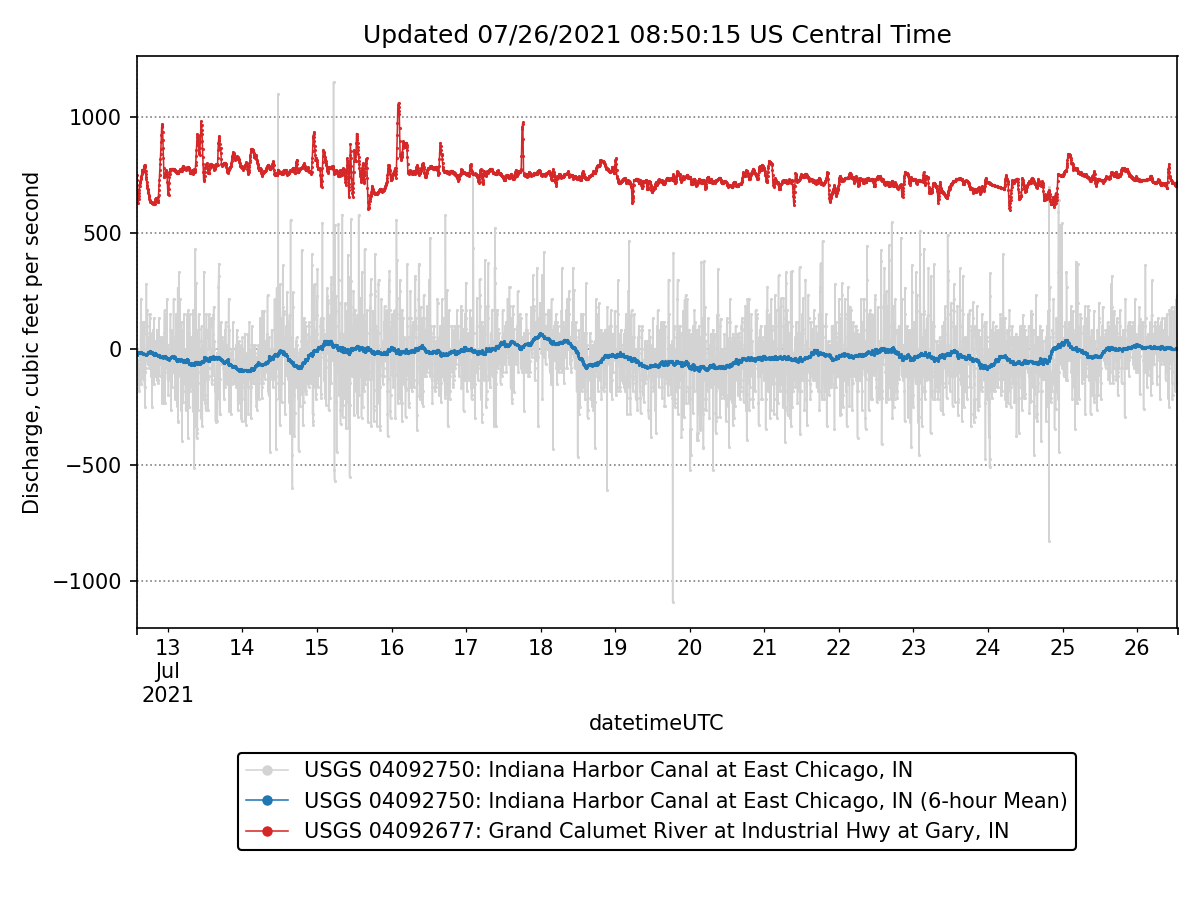 Updated 07/26/2021 08:50:15 US Central Time
Discharge, cubic feet per second
1000
500
0
−500
−1000
13 14 15 16 17 18 19 20 21 22 23 24 25 26
Jul
2021
datetimeUTC
USGS 04092750: Indiana Harbor Canal at East Chicago, IN
USGS 04092750: Indiana Harbor Canal at East Chicago, IN (6-hour Mean)
USGS 04092677: Grand Calumet River at Industrial Hwy at Gary, IN